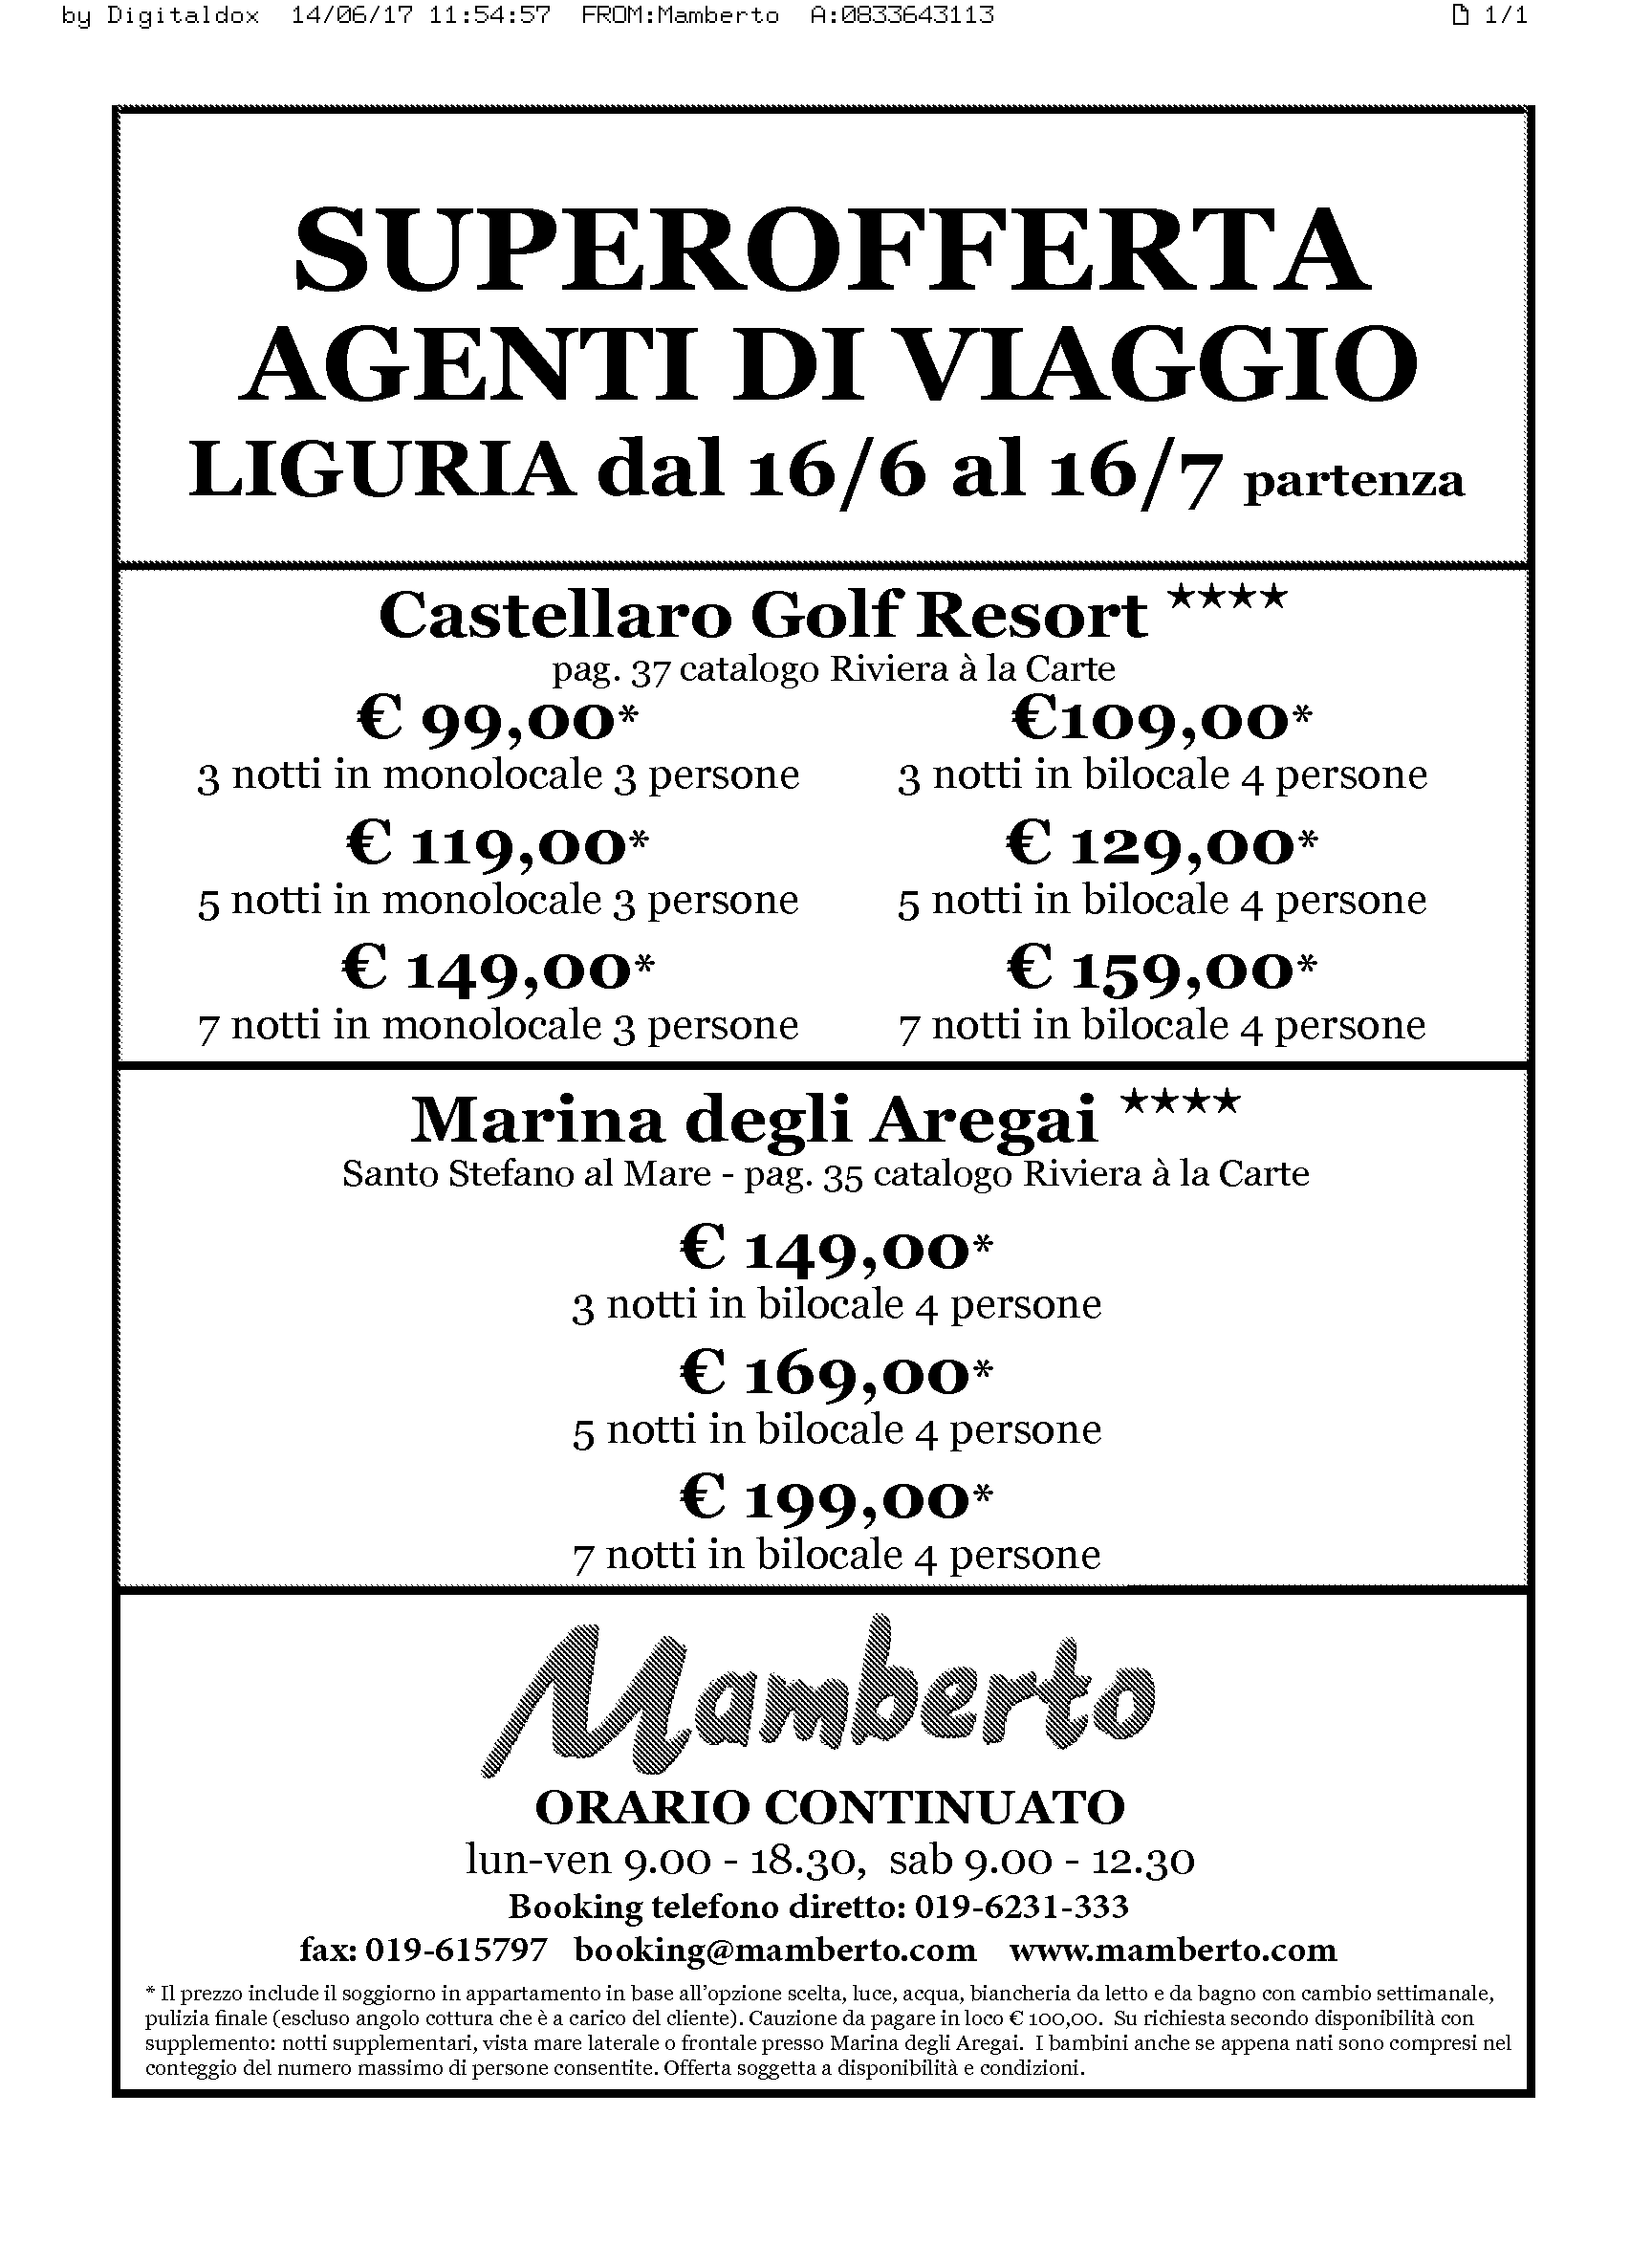 by Digitaldox  14/06/17 11:54:57  FROM:Mamberto  A:0833643113  1/1
SUPEROFFERTA
AGENTI DI VIAGGIO
LIGURIA dal 16/6 al 16/7 partenza
Castellaro Golf Resort ★★★★
pag. 37 catalogo Riviera à la Carte
€ 99,00*
3 notti in monolocale 3 persone
€ 119,00*
5 notti in monolocale 3 persone
€ 149,00*
7 notti in monolocale 3 persone
€109,00*
3 notti in bilocale 4 persone
€ 129,00*
5 notti in bilocale 4 persone
€ 159,00*
7 notti in bilocale 4 persone
Marina degli Aregai ★★★★
Santo Stefano al Mare - pag. 35 catalogo Riviera à la Carte
€ 149,00*
3 notti in bilocale 4 persone
€ 169,00*
5 notti in bilocale 4 persone
€ 199,00*
7 notti in bilocale 4 persone
Mamberto
ORARIO CONTINUATO
lun-ven 9.00 - 18.30,  sab 9.00 - 12.30
Booking telefono diretto: 019-6231-333
fax: 019-615797   booking@mamberto.com   www.mamberto.com
* Il prezzo include il soggiorno in appartamento in base all'opzione scelta, luce, acqua, biancheria da letto e da bagno con cambio settimanale,
pulizia finale (escluso angolo cottura che è a carico del cliente). Cauzione da pagare in loco € 100,00.  Su richiesta secondo disponibilità con
supplemento: notti supplementari, vista mare laterale o frontale presso Marina degli Aregai.  I bambini anche se appena nati sono compresi nel
conteggio del numero massimo di persone consentite. Offerta soggetta a disponibilità e condizioni.